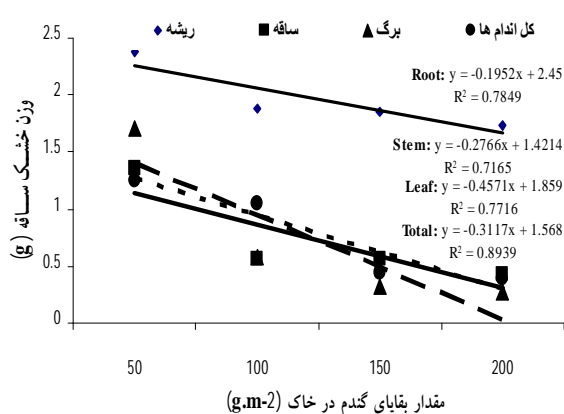 ریشه ساقه برگ کل اندام ها
2.5
2
1.5
1
0.5
0
Root: y = -0.1952x + 2.45
R² = 0.7849
Stem: y = -0.2766x + 1.4214
R² = 0.7165
Leaf: y = -0.4571x + 1.859
R² = 0.7716
Total: y = -0.3117x + 1.568
R² = 0.8939
50 100 150 200
وزن خشک ساقه (g)
مقدار بقایای گندم در خاک (g.m-2)